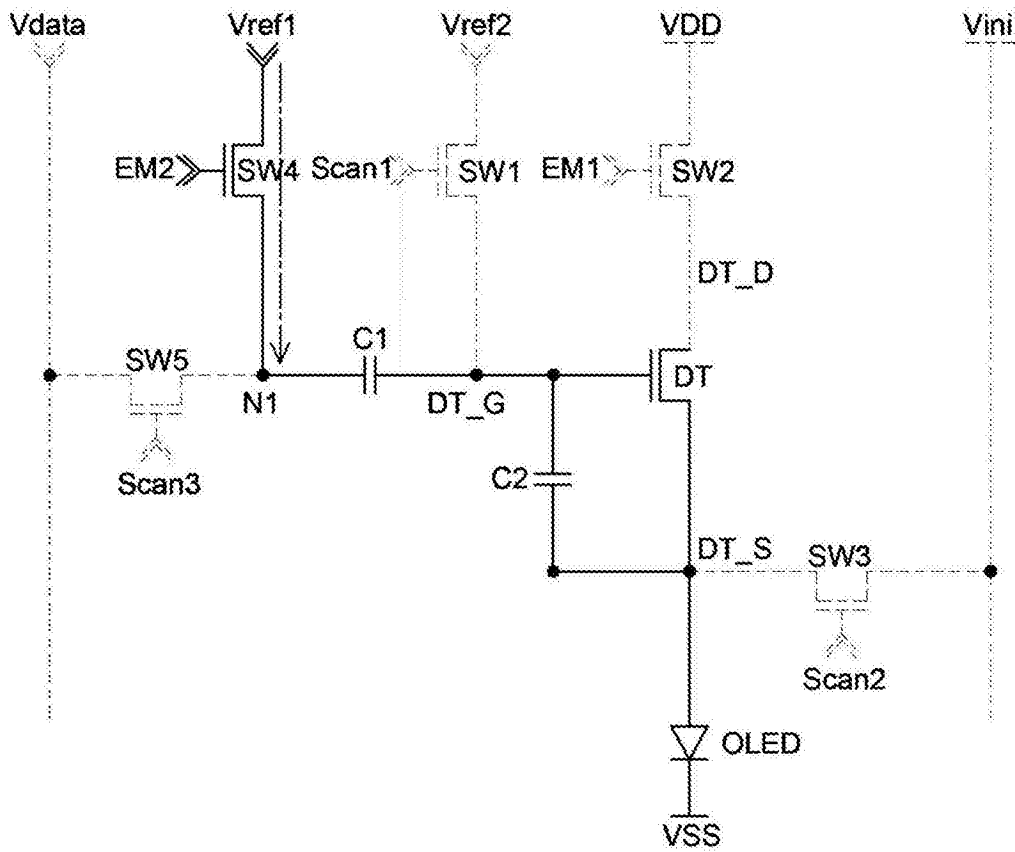 Vdata Vref1 Vref2 VDD Vini
EM2 SW4 Scan1 SW1 EM1 SW2
DT_D
C1
SW5 DT
N1 DT_G
C2
Scan3
DT_S SW3
Scan2
OLED
VSS